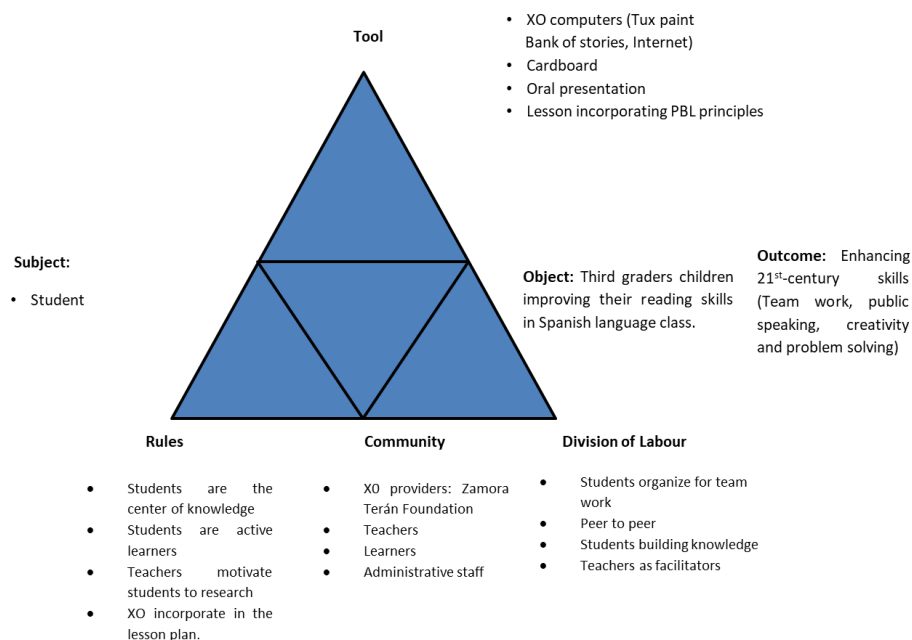 Tool
• XO computers (Tux paint
Bank of stories, Internet)
• Cardboard
• Oral presentation
• Lesson incorporating PBL principles
Subject:
• Student
Object: Third graders children
improving their reading skills
in Spanish language class.
Outcome: Enhancing
21st-century skills
(Team work, public
speaking, creativity
and problem solving)
Rules
• Students are the
center of knowledge
• Students are active
learners
• Teachers motivate
students to research
• XO incorporate in the
lesson plan.
Community
• X0 providers: Zamora
Terán Foundation
• Teachers
• Learners
• Administrative staff
Division of Labour
• Students organize for team
work
• Peer to peer
• Students building knowledge
• Teachers as facilitators